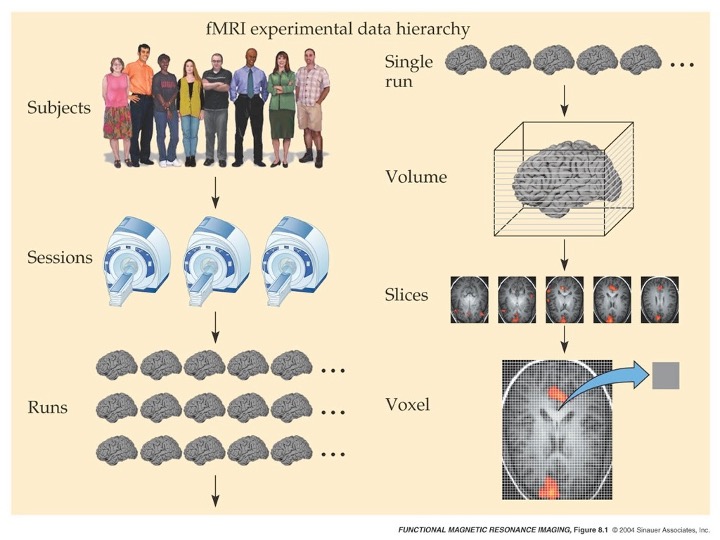 fMRI experimental data hierarchy
Subjects
Sessions
Runs
Single
run
Volume
Slices
Voxel
FUNCTIONAL MAGNETIC RESONANCE IMAGING, Figure 8.1 © 2004 Sinauer Associates, Inc.